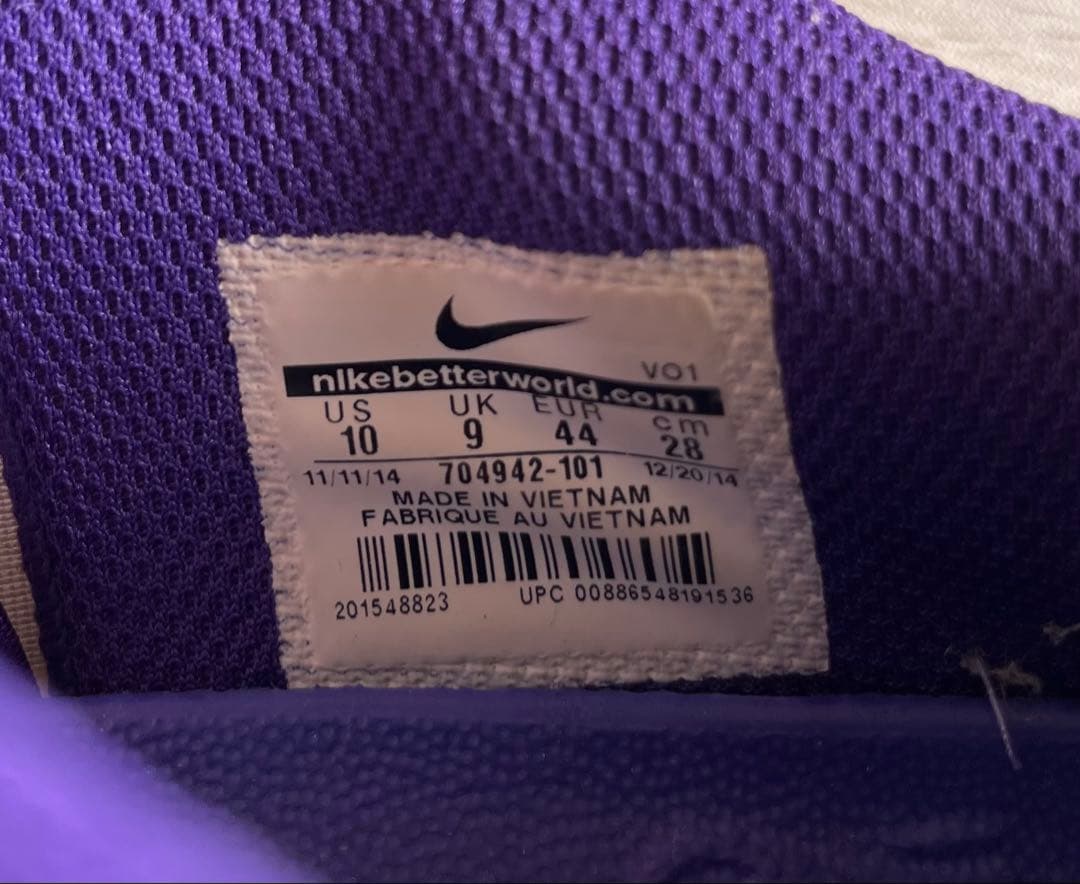 VO1
nikebetterworld.com
US UK EUR cm
10 9 44 28
11/11/14 704942-101 12/20/14
MADE IN VIETNAM
FABRIQUE AU VIETNAM
201548823 UPC 00886548191536